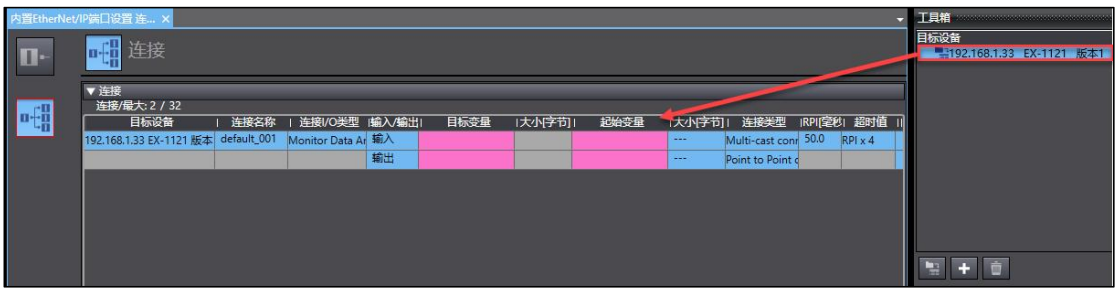 内置EtherNet/IP端口设置 连... ×
连接
▼连接
连接/最大: 2 / 32
目标设备 | 连接名称 | 连接I/O类型 |输入/输出| 目标变量 |大小[字节]| 起始变量 |大小[字节]| 连接类型 |RPI[毫秒| 超时值 ||
192.168.1.33 EX-1121 版本 default_001 Monitor Data Ar 输入 --- Multi-cast conn 50.0 RPI x 4
输出 --- Point to Point c
工具箱
目标设备
192.168.1.33 EX-1121 版本1